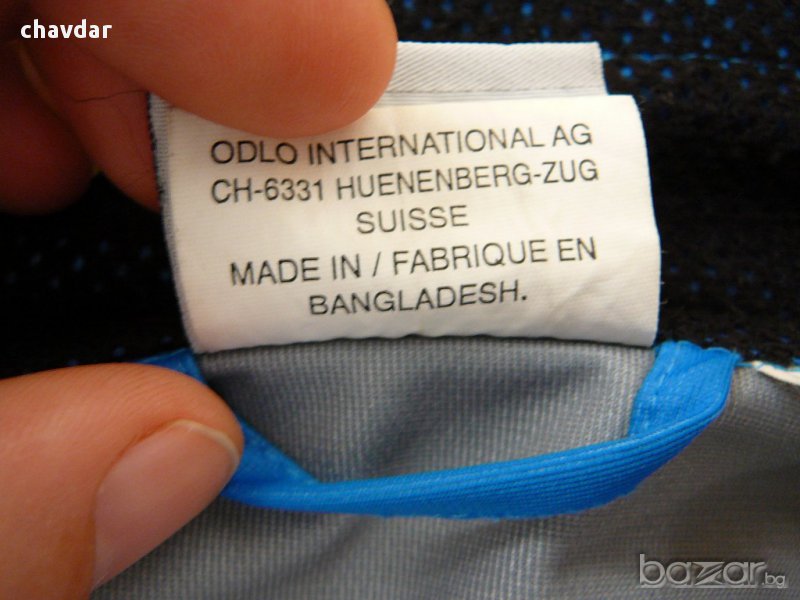 chavdar
ODLO INTERNATIONAL AG
CH-6331 HUENENBERG-ZUG
SUISSE
MADE IN / FABRIQUE EN
BANGLADESH.
bazar.bg